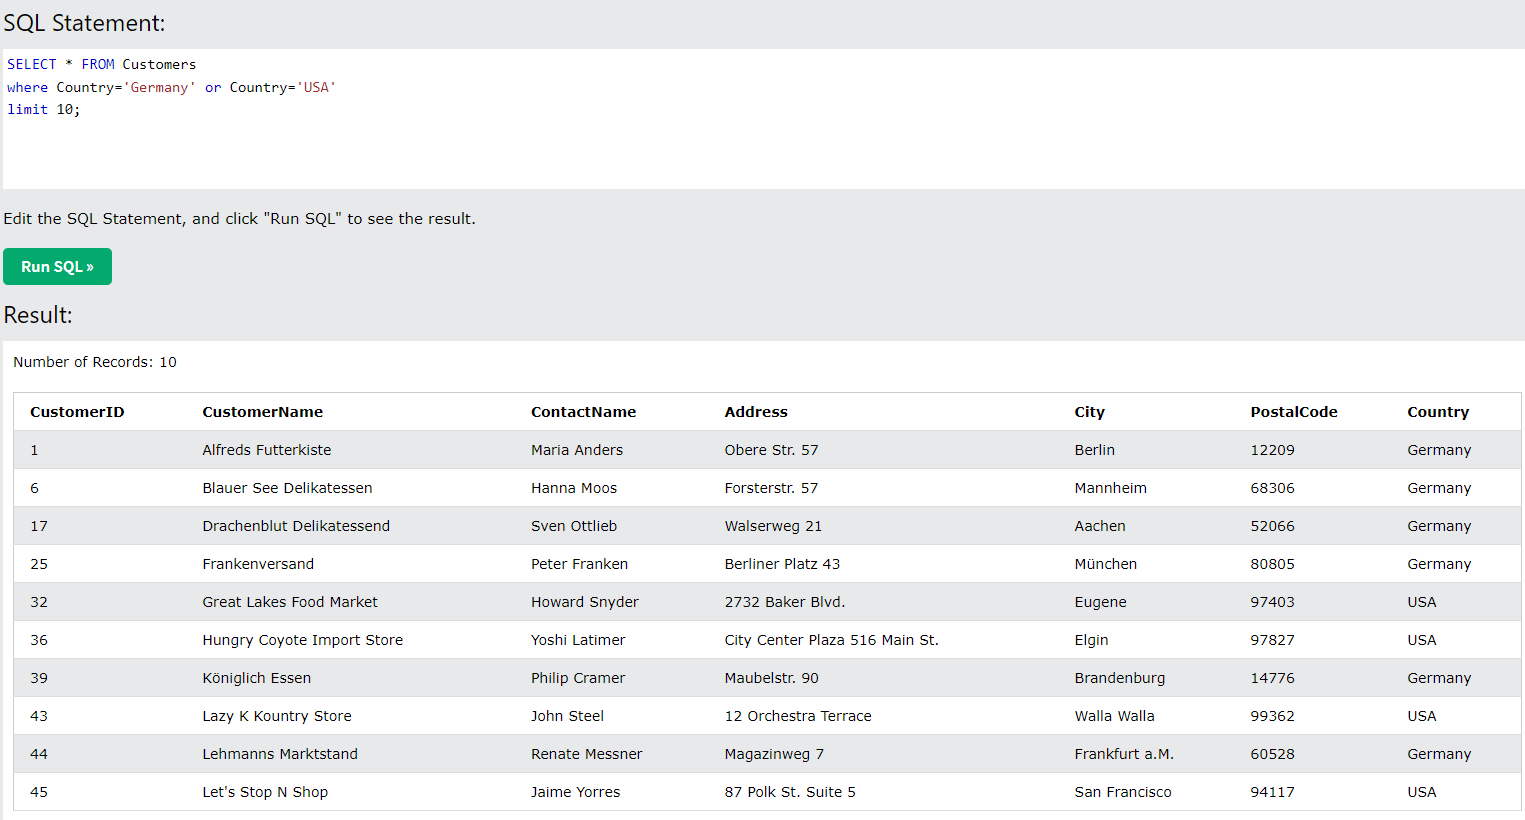 SQL Statement:
SELECT * FROM Customers
where Country='Germany' or Country='USA'
limit 10;
Edit the SQL Statement, and click "Run SQL" to see the result.
Run SQL »
Result:
Number of Records: 10
CustomerID CustomerName ContactName Address City PostalCode Country
1 Alfreds Futterkiste Maria Anders Obere Str. 57 Berlin 12209 Germany
6 Blauer See Delikatessen Hanna Moos Forsterstr. 57 Mannheim 68306 Germany
17 Drachenblut Delikatessend Sven Ottlieb Walserweg 21 Aachen 52066 Germany
25 Frankenversand Peter Franken Berliner Platz 43 München 80805 Germany
32 Great Lakes Food Market Howard Snyder 2732 Baker Blvd. Eugene 97403 USA
36 Hungry Coyote Import Store Yoshi Latimer City Center Plaza 516 Main St. Elgin 97827 USA
39 Königlich Essen Philip Cramer Maubelstr. 90 Brandenburg 14776 Germany
43 Lazy K Kountry Store John Steel 12 Orchestra Terrace Walla Walla 99362 USA
44 Lehmanns Marktstand Renate Messner Magazinweg 7 Frankfurt a.M. 60528 Germany
45 Let's Stop N Shop Jaime Yorres 87 Polk St. Suite 5 San Francisco 94117 USA